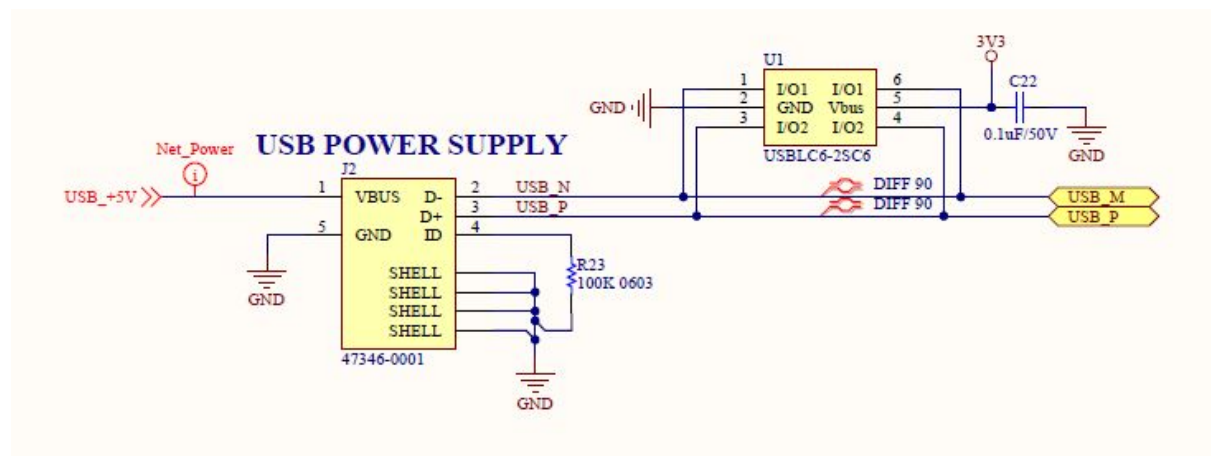 3V3
U1
C22
1 I/O1 I/O1 6
GND 2 GND Vbus 5
3 I/O2 I/O2 4
0.1uF/50V
GND
USBLC6-2SC6
USB POWER SUPPLY
Net_Power
i
J2
USB_+5V 1 VBUS D- 2 USB_N DIFF 90 USB_M
D+ 3 USB_P DIFF 90 USB_P
5 GND ID 4
GND
R23
100K 0603
SHELL
SHELL
SHELL
SHELL
47346-0001
GND